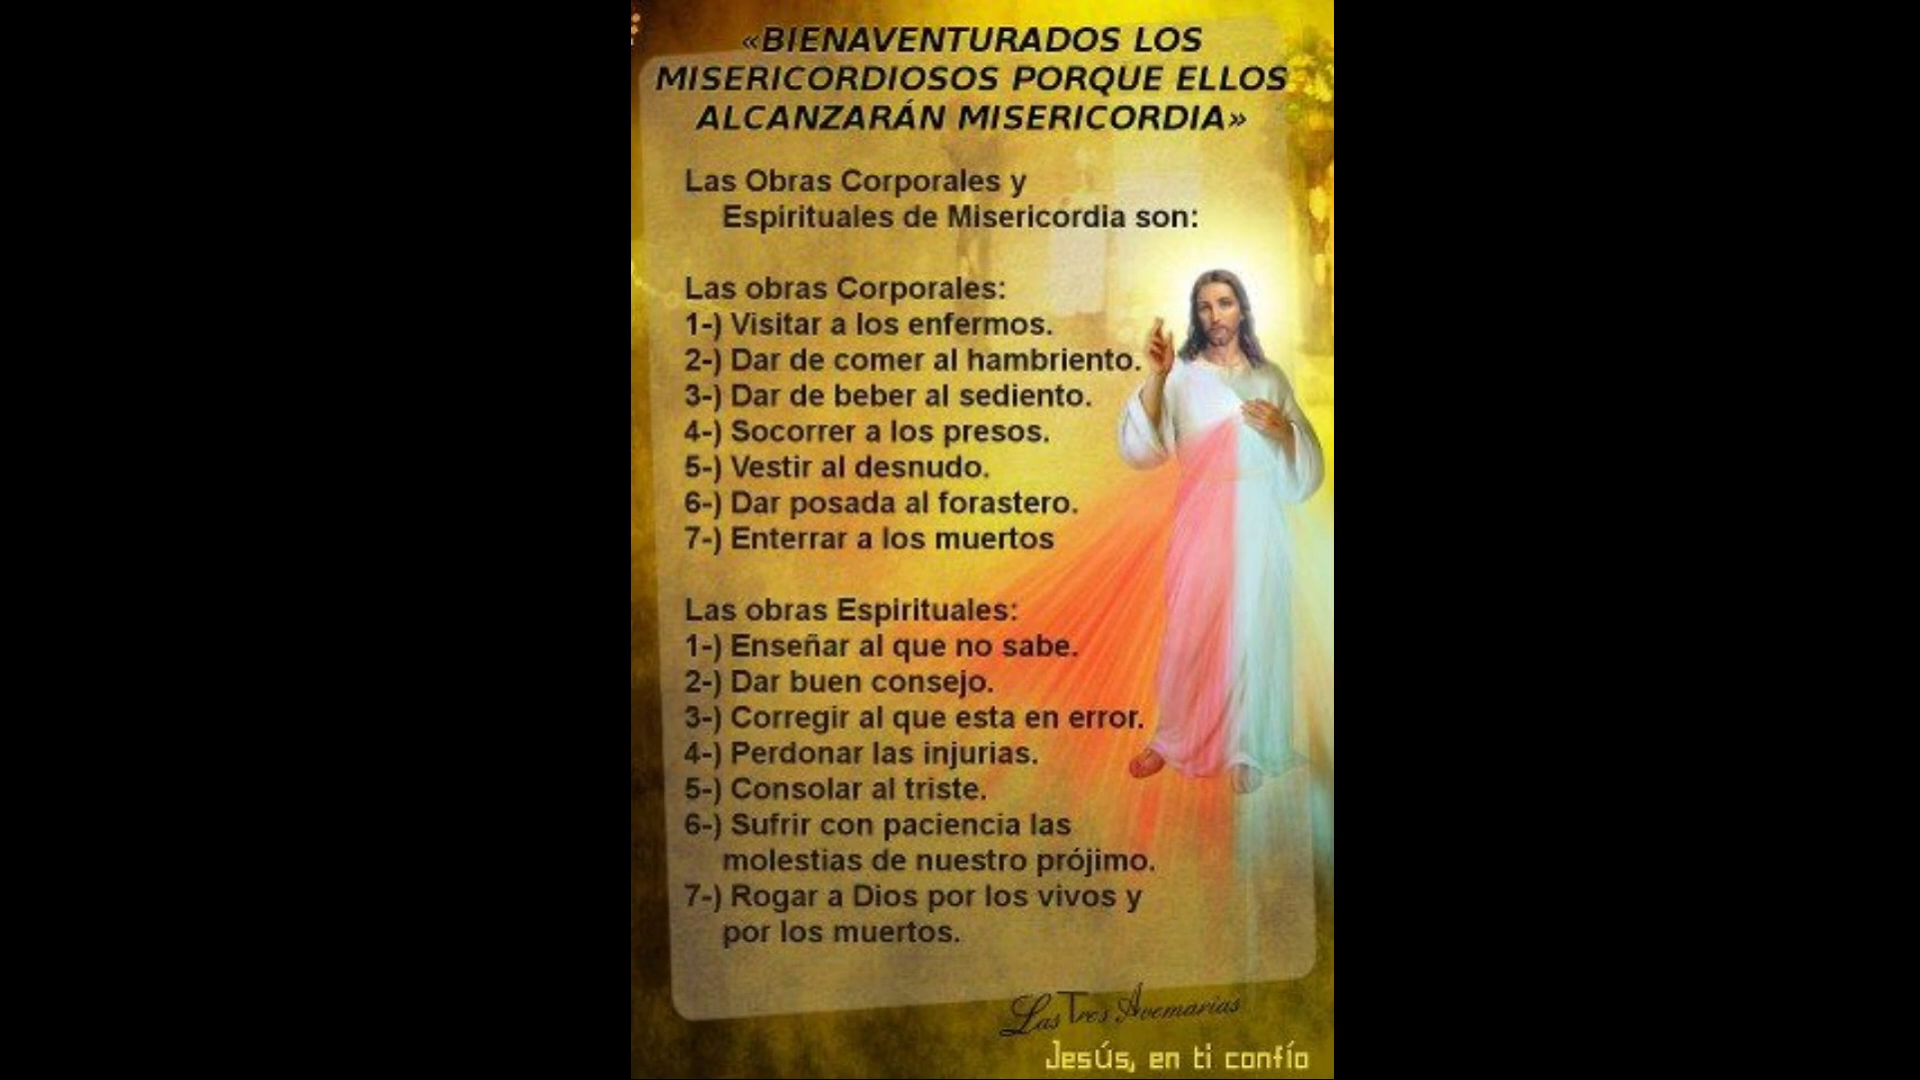 «BIENAVENTURADOS LOS
MISERICORDIOSOS PORQUE ELLOS
ALCANZARÁN MISERICORDIA»
Las Obras Corporales y
Espirituales de Misericordia son:
Las obras Corporales:
1-) Visitar a los enfermos.
2-) Dar de comer al hambriento.
3-) Dar de beber al sediento.
4-) Socorrer a los presos.
5-) Vestir al desnudo.
6-) Dar posada al forastero.
7-) Enterrar a los muertos
Las obras Espirituales:
1-) Enseñar al que no sabe.
2-) Dar buen consejo.
3-) Corregir al que esta en error.
4-) Perdonar las injurias.
5-) Consolar al triste.
6-) Sufrir con paciencia las
molestias de nuestro prójimo.
7-) Rogar a Dios por los vivos y
por los muertos.
Las Tres Avemarías
Jesús, en ti confío